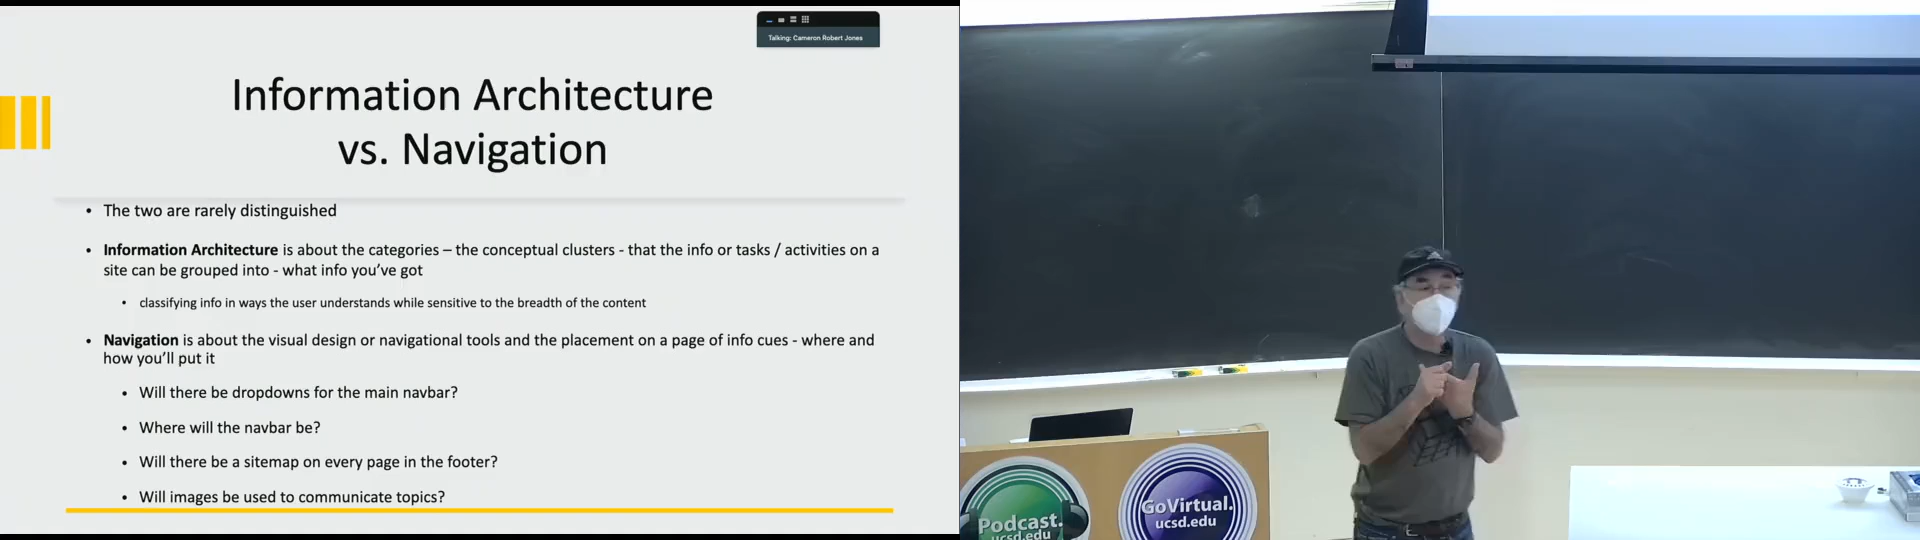 Talking: Cameron Robert Jones
Information Architecture
vs. Navigation
• The two are rarely distinguished
• Information Architecture is about the categories – the conceptual clusters - that the info or tasks / activities on a
site can be grouped into - what info you've got
• classifying info in ways the user understands while sensitive to the breadth of the content
• Navigation is about the visual design or navigational tools and the placement on a page of info cues - where and
how you'll put it
• Will there be dropdowns for the main navbar?
• Where will the navbar be?
• Will there be a sitemap on every page in the footer?
• Will images be used to communicate topics?
Podcast.
ucsd.edu
GoVirtual.
ucsd.edu